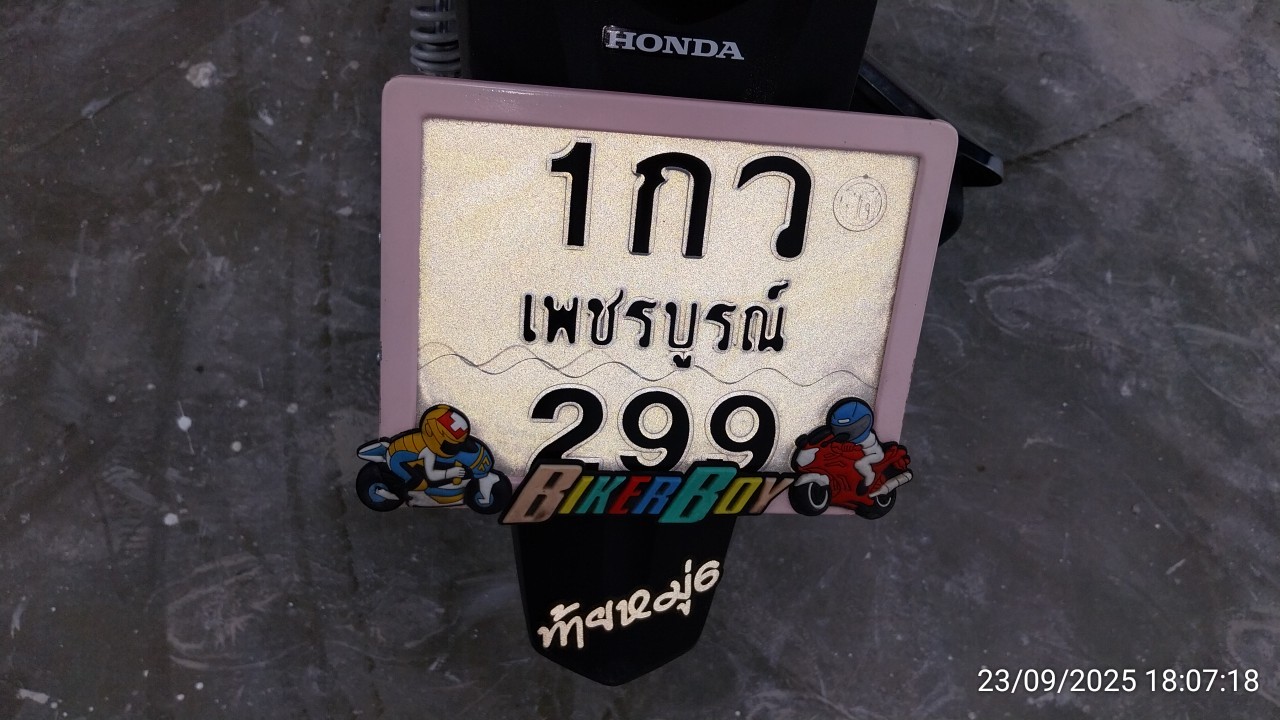 HONDA
1กว
เพชรบูรณ์
299
BIKERBOY
ท้ายหมู่6
23/09/2025 18:07:18